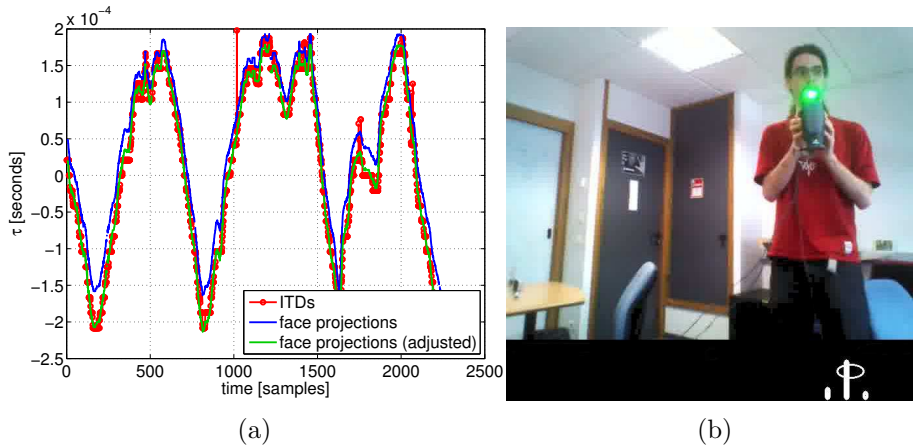 × 10⁻⁴
2
1.5
1
0.5
0
−0.5
−1
−1.5
−2
−2.5
τ [seconds]
ITDs
face projections
face projections (adjusted)
0 500 1000 1500 2000 2500
time [samples]
(a) (b)